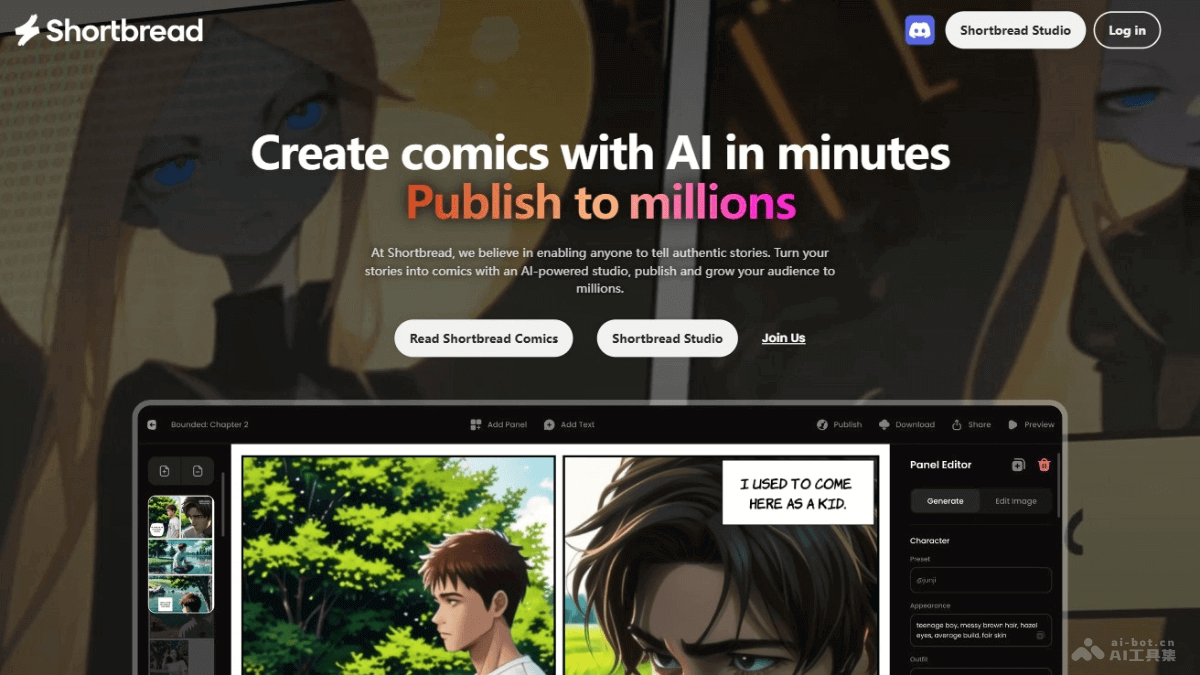 Shortbread
Shortbread Studio
Log in
Create comics with AI in minutes
Publish to millions
At Shortbread, we believe in enabling anyone to tell authentic stories. Turn your
stories into comics with an AI-powered studio, publish and grow your audience to
millions.
Read Shortbread Comics
Shortbread Studio
Join Us
Bounded: Chapter 2
Add Panel
Add Text
Publish
Download
Share
Preview
I USED TO COME
HERE AS A KID.
Panel Editor
Generate
Edit Image
Character
Preset
@junji
Appearance
teenage boy, messy brown hair, hazel
eyes, average build, fair skin
Outfit
ai-bot.cn
AI工具集